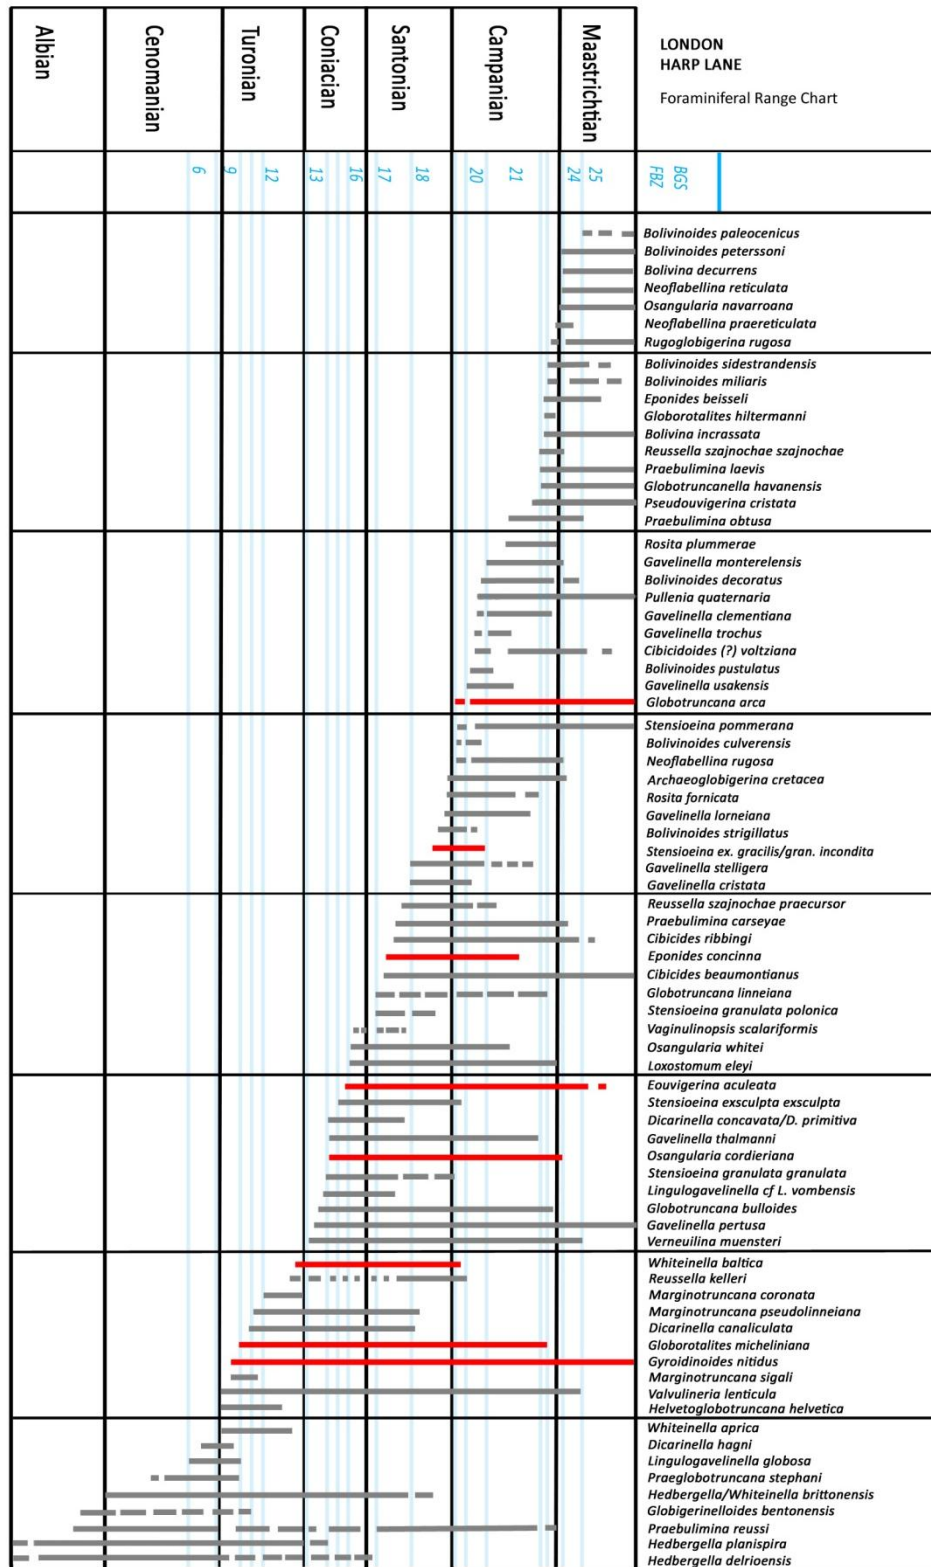 Albian
Cenomanian
Turonian
Coniacian
Santonian
Campanian
Maastrichtian
LONDON
HARP LANE
Foraminiferal Range Chart
6
9
12
13
16
17
18
20
21
24
25
BGS
FBZ
Bolivinoides paleocenicus
Bolivinoides peterssoni
Bolivina decurrens
Neoflabellina reticulata
Osangularia navarroana
Neoflabellina praereticulata
Rugoglobigerina rugosa
Bolivinoides sidestrandensis
Bolivinoides miliaris
Eponides beisseli
Globorotalites hiltermanni
Bolivina incrassata
Reussella szajnochae szajnochae
Praebulimina laevis
Globotruncanella havanensis
Pseudouvigerina cristata
Praebulimina obtusa
Rosita plummerae
Gavelinella monterelensis
Bolivinoides decoratus
Pullenia quaternaria
Gavelinella clementiana
Gavelinella trochus
Cibicidoides (?) voltziana
Bolivinoides pustulatus
Gavelinella usakensis
Globotruncana arca
Stensioeina pommerana
Bolivinoides culverensis
Neoflabellina rugosa
Archaeoglobigerina cretacea
Rosita fornicata
Gavelinella lorneiana
Bolivinoides strigillatus
Stensioeina ex. gracilis/gran. incondita
Gavelinella stelligera
Gavelinella cristata
Reussella szajnochae praecursor
Praebulimina carseyae
Cibicides ribbingi
Eponides concinna
Cibicides beaumontianus
Globotruncana linneiana
Stensioeina granulata polonica
Vaginulinopsis scalariformis
Osangularia whitei
Loxostomum eleyi
Eouvigerina aculeata
Stensioeina exsculpta exsculpta
Dicarinella concavata/D. primitiva
Gavelinella thalmanni
Osangularia cordieriana
Stensioeina granulata granulata
Lingulogavelinella cf L. vombensis
Globotruncana bulloides
Gavelinella pertusa
Verneuilina muensteri
Whiteinella baltica
Reussella kelleri
Marginotruncana coronata
Marginotruncana pseudolinneiana
Dicarinella canaliculata
Globorotalites micheliniana
Gyroidinoides nitidus
Marginotruncana sigali
Valvulineria lenticula
Helvetoglobotruncana helvetica
Whiteinella aprica
Dicarinella hagni
Lingulogavelinella globosa
Praeglobotruncana stephani
Hedbergella/Whiteinella brittonensis
Globigerinelloides bentonensis
Praebulimina reussi
Hedbergella planispira
Hedbergella delrioensis